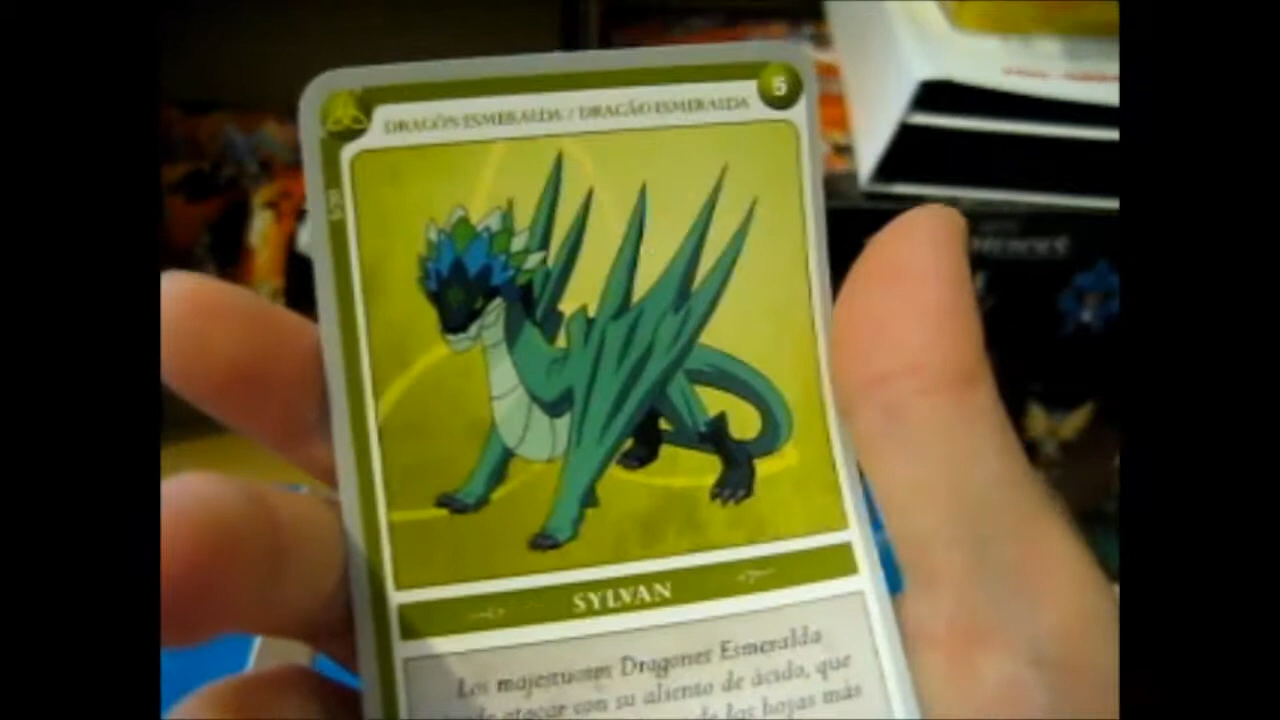 DRAGÓN ESMERALDA / DRAGÃO ESMERALDA
5
SYLVAN
Los majestuosos Dragones Esmeralda
atacar con su aliento de ácido, que
las hojas más